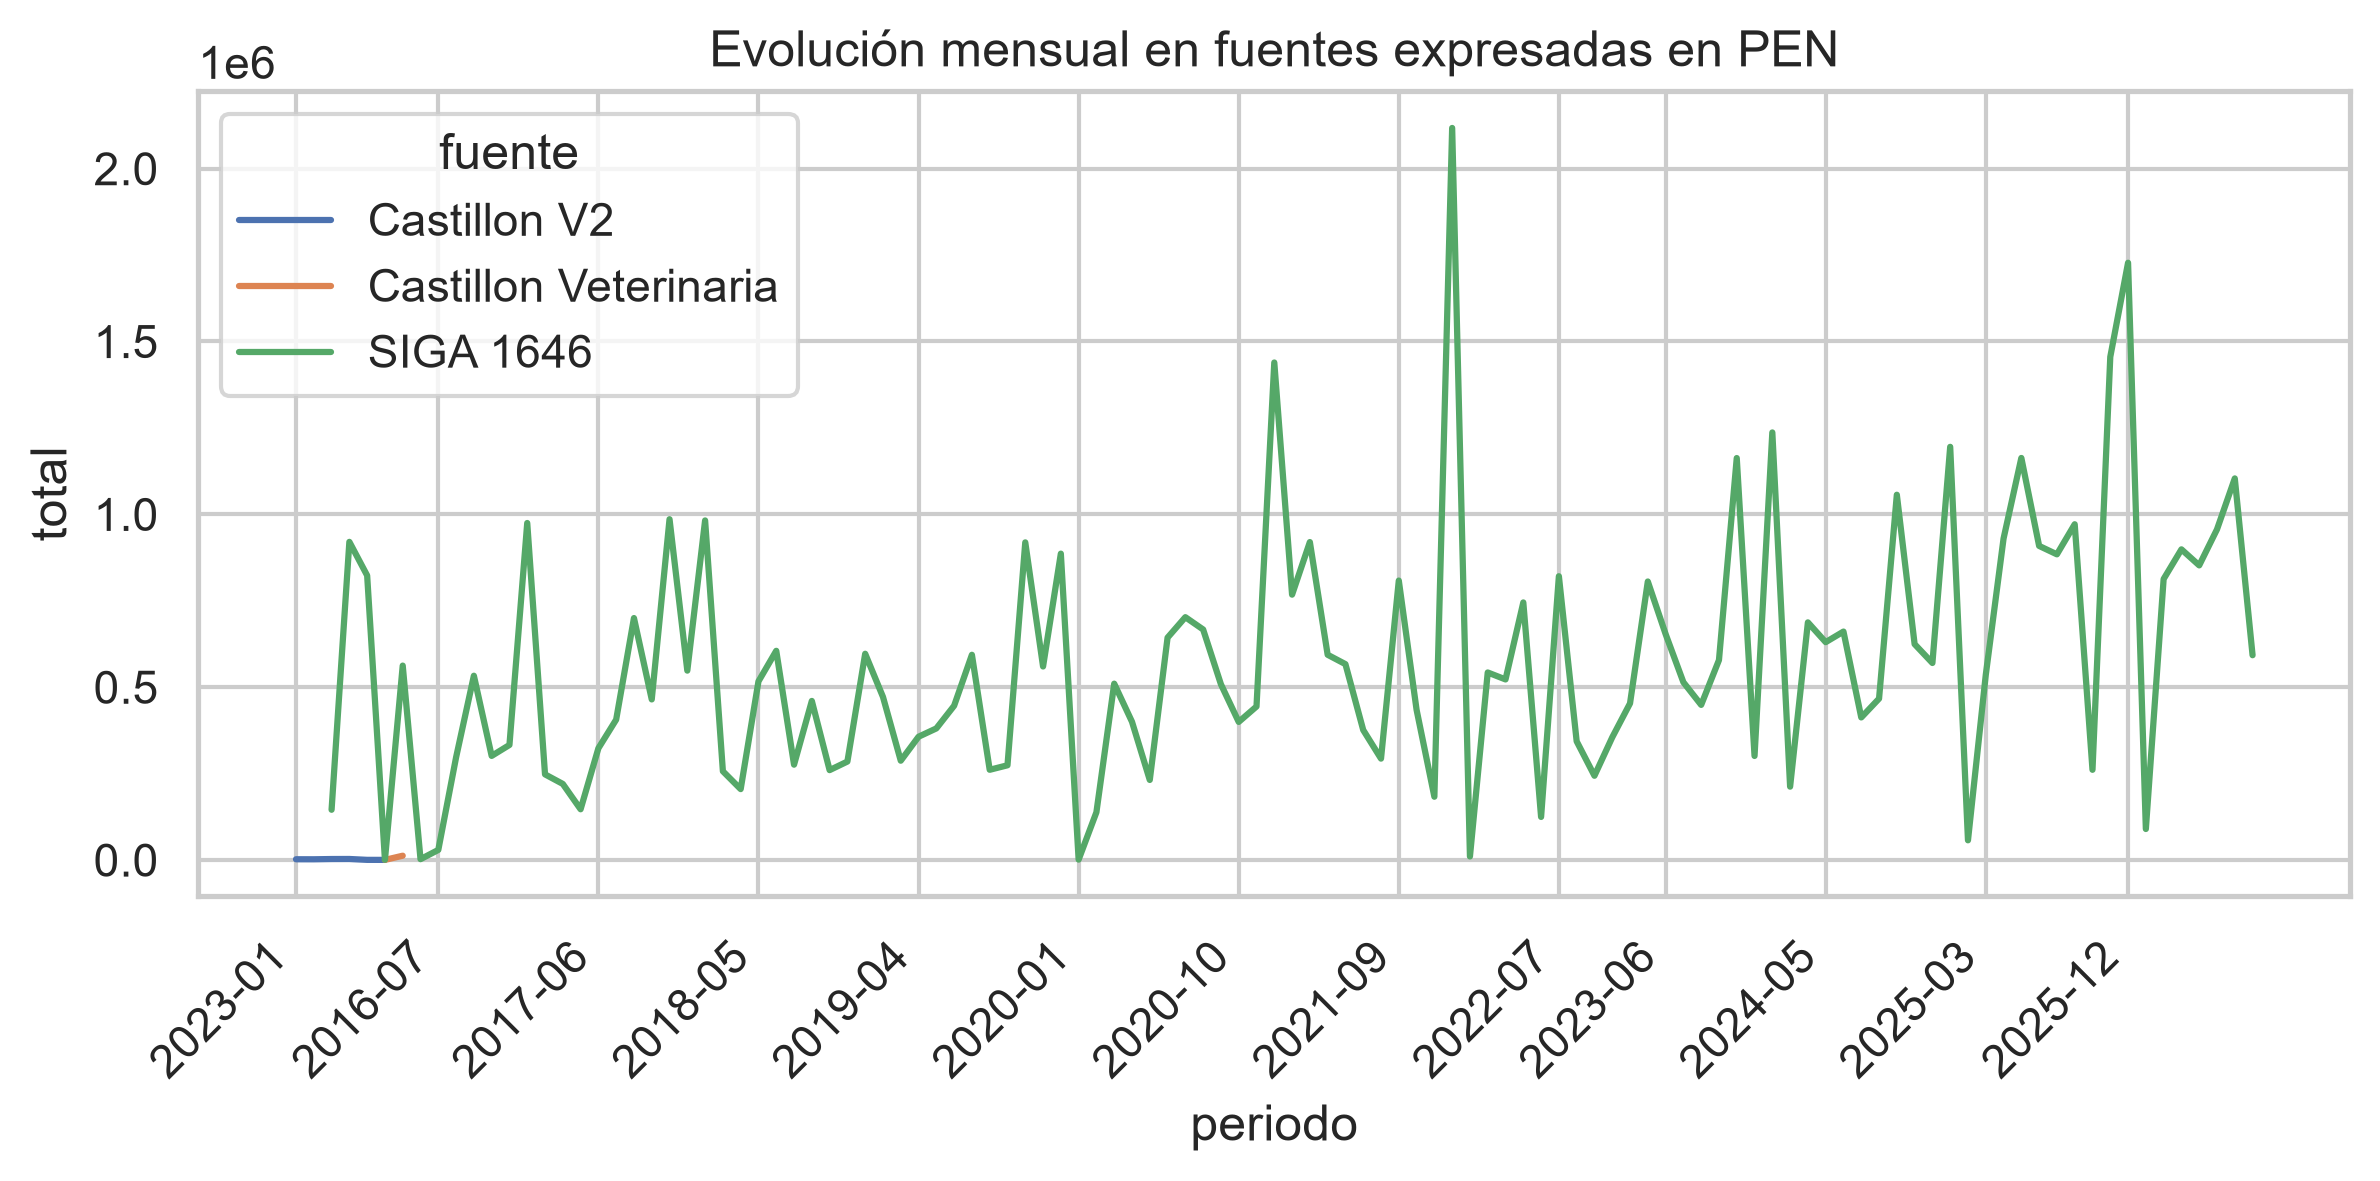 Evolución mensual en fuentes expresadas en PEN
1e6
fuente
Castillon V2
Castillon Veterinaria
SIGA 1646
total
2.0
1.5
1.0
0.5
0.0
2023-01
2016-07
2017-06
2018-05
2019-04
2020-01
2020-10
2021-09
2022-07
2023-06
2024-05
2025-03
2025-12
periodo